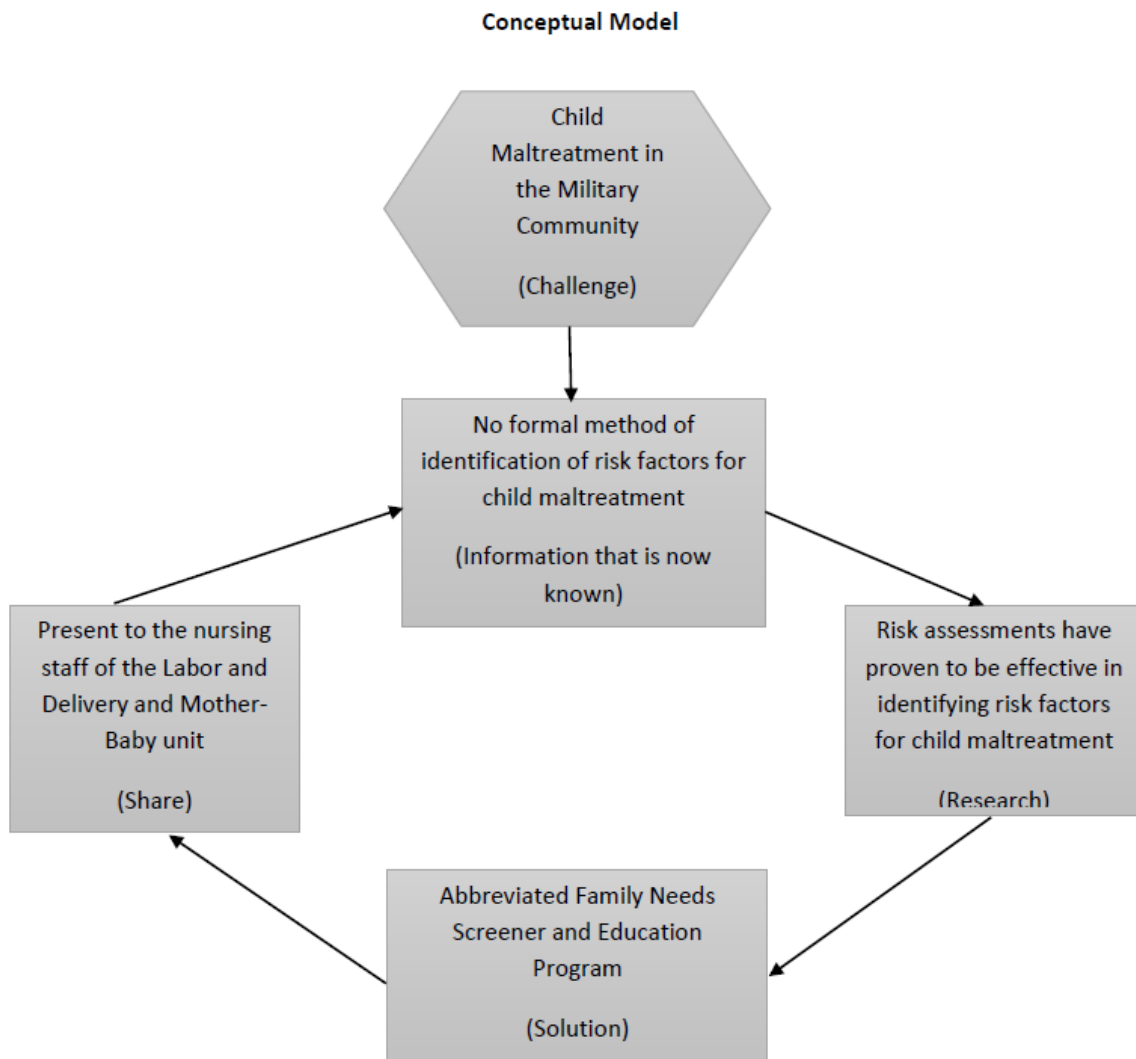 Conceptual Model
Child
Maltreatment in
the Military
Community
(Challenge)
No formal method of
identification of risk factors for
child maltreatment
(Information that is now
known)
Present to the nursing
staff of the Labor and
Delivery and Mother-
Baby unit
(Share)
Risk assessments have
proven to be effective in
identifying risk factors
for child maltreatment
(Research)
Abbreviated Family Needs
Screener and Education
Program
(Solution)